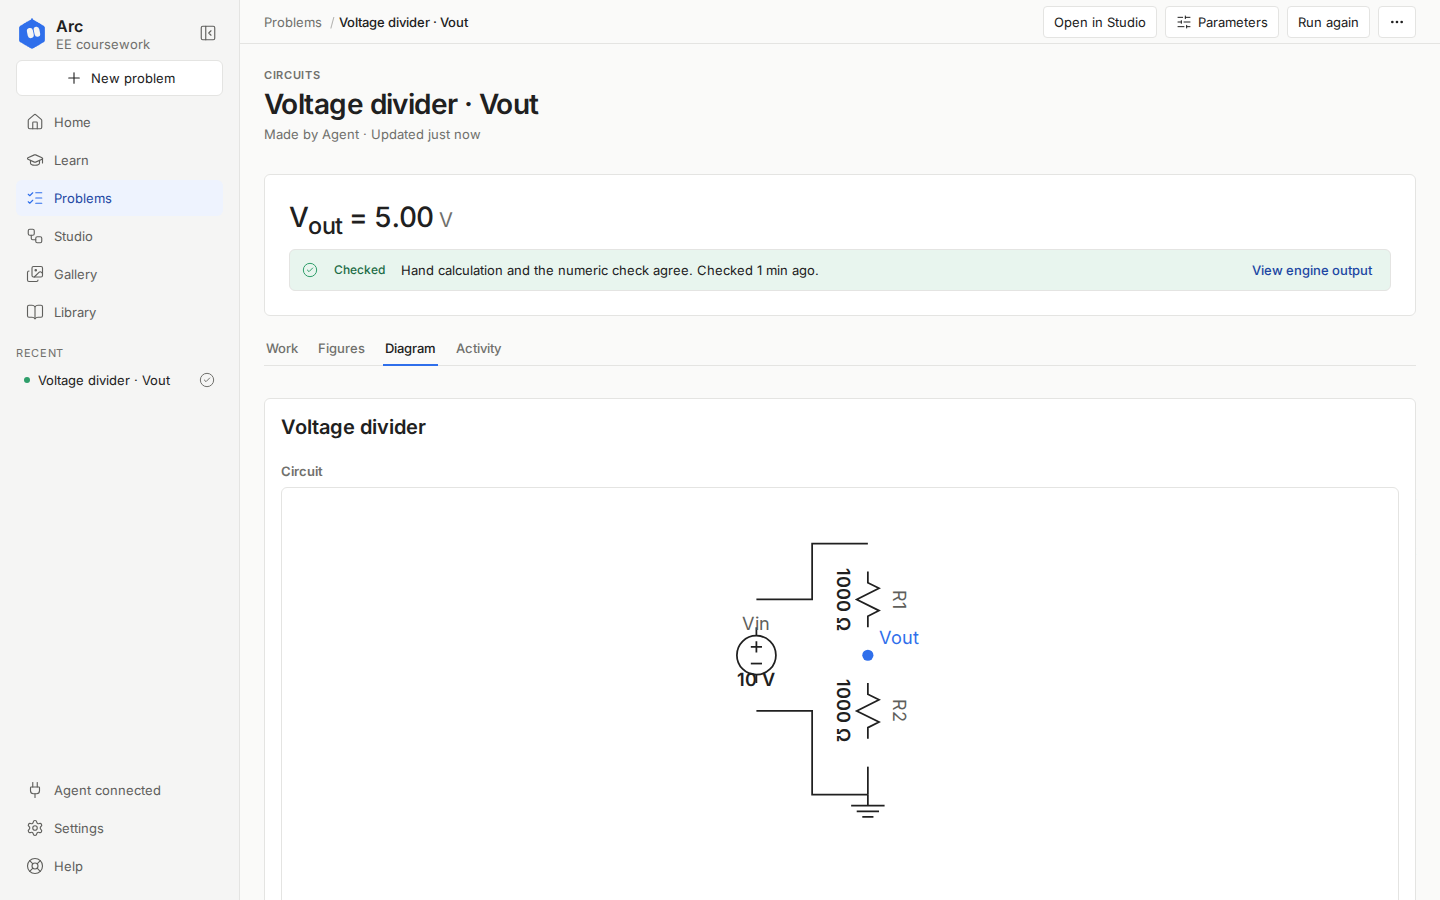 Arc
EE coursework
New problem
Home
Learn
Problems
Studio
Gallery
Library
RECENT
Voltage divider · Vout
Agent connected
Settings
Help
Problems / Voltage divider · Vout
Open in Studio
Parameters
Run again
CIRCUITS
Voltage divider · Vout
Made by Agent · Updated just now
Vout = 5.00 V
Checked Hand calculation and the numeric check agree. Checked 1 min ago.
View engine output
Work Figures Diagram Activity
Voltage divider
Circuit
1000 Ω
R1
Vin
Vout
10 V
1000 Ω
R2